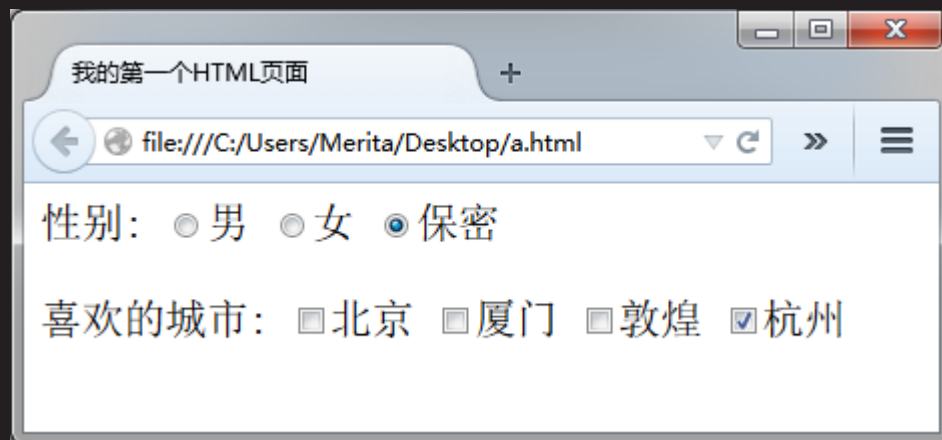 我的第一个HTML页面
file:///C:/Users/Merita/Desktop/a.html
性别: 男 女 保密
喜欢的城市: 北京 厦门 敦煌 杭州